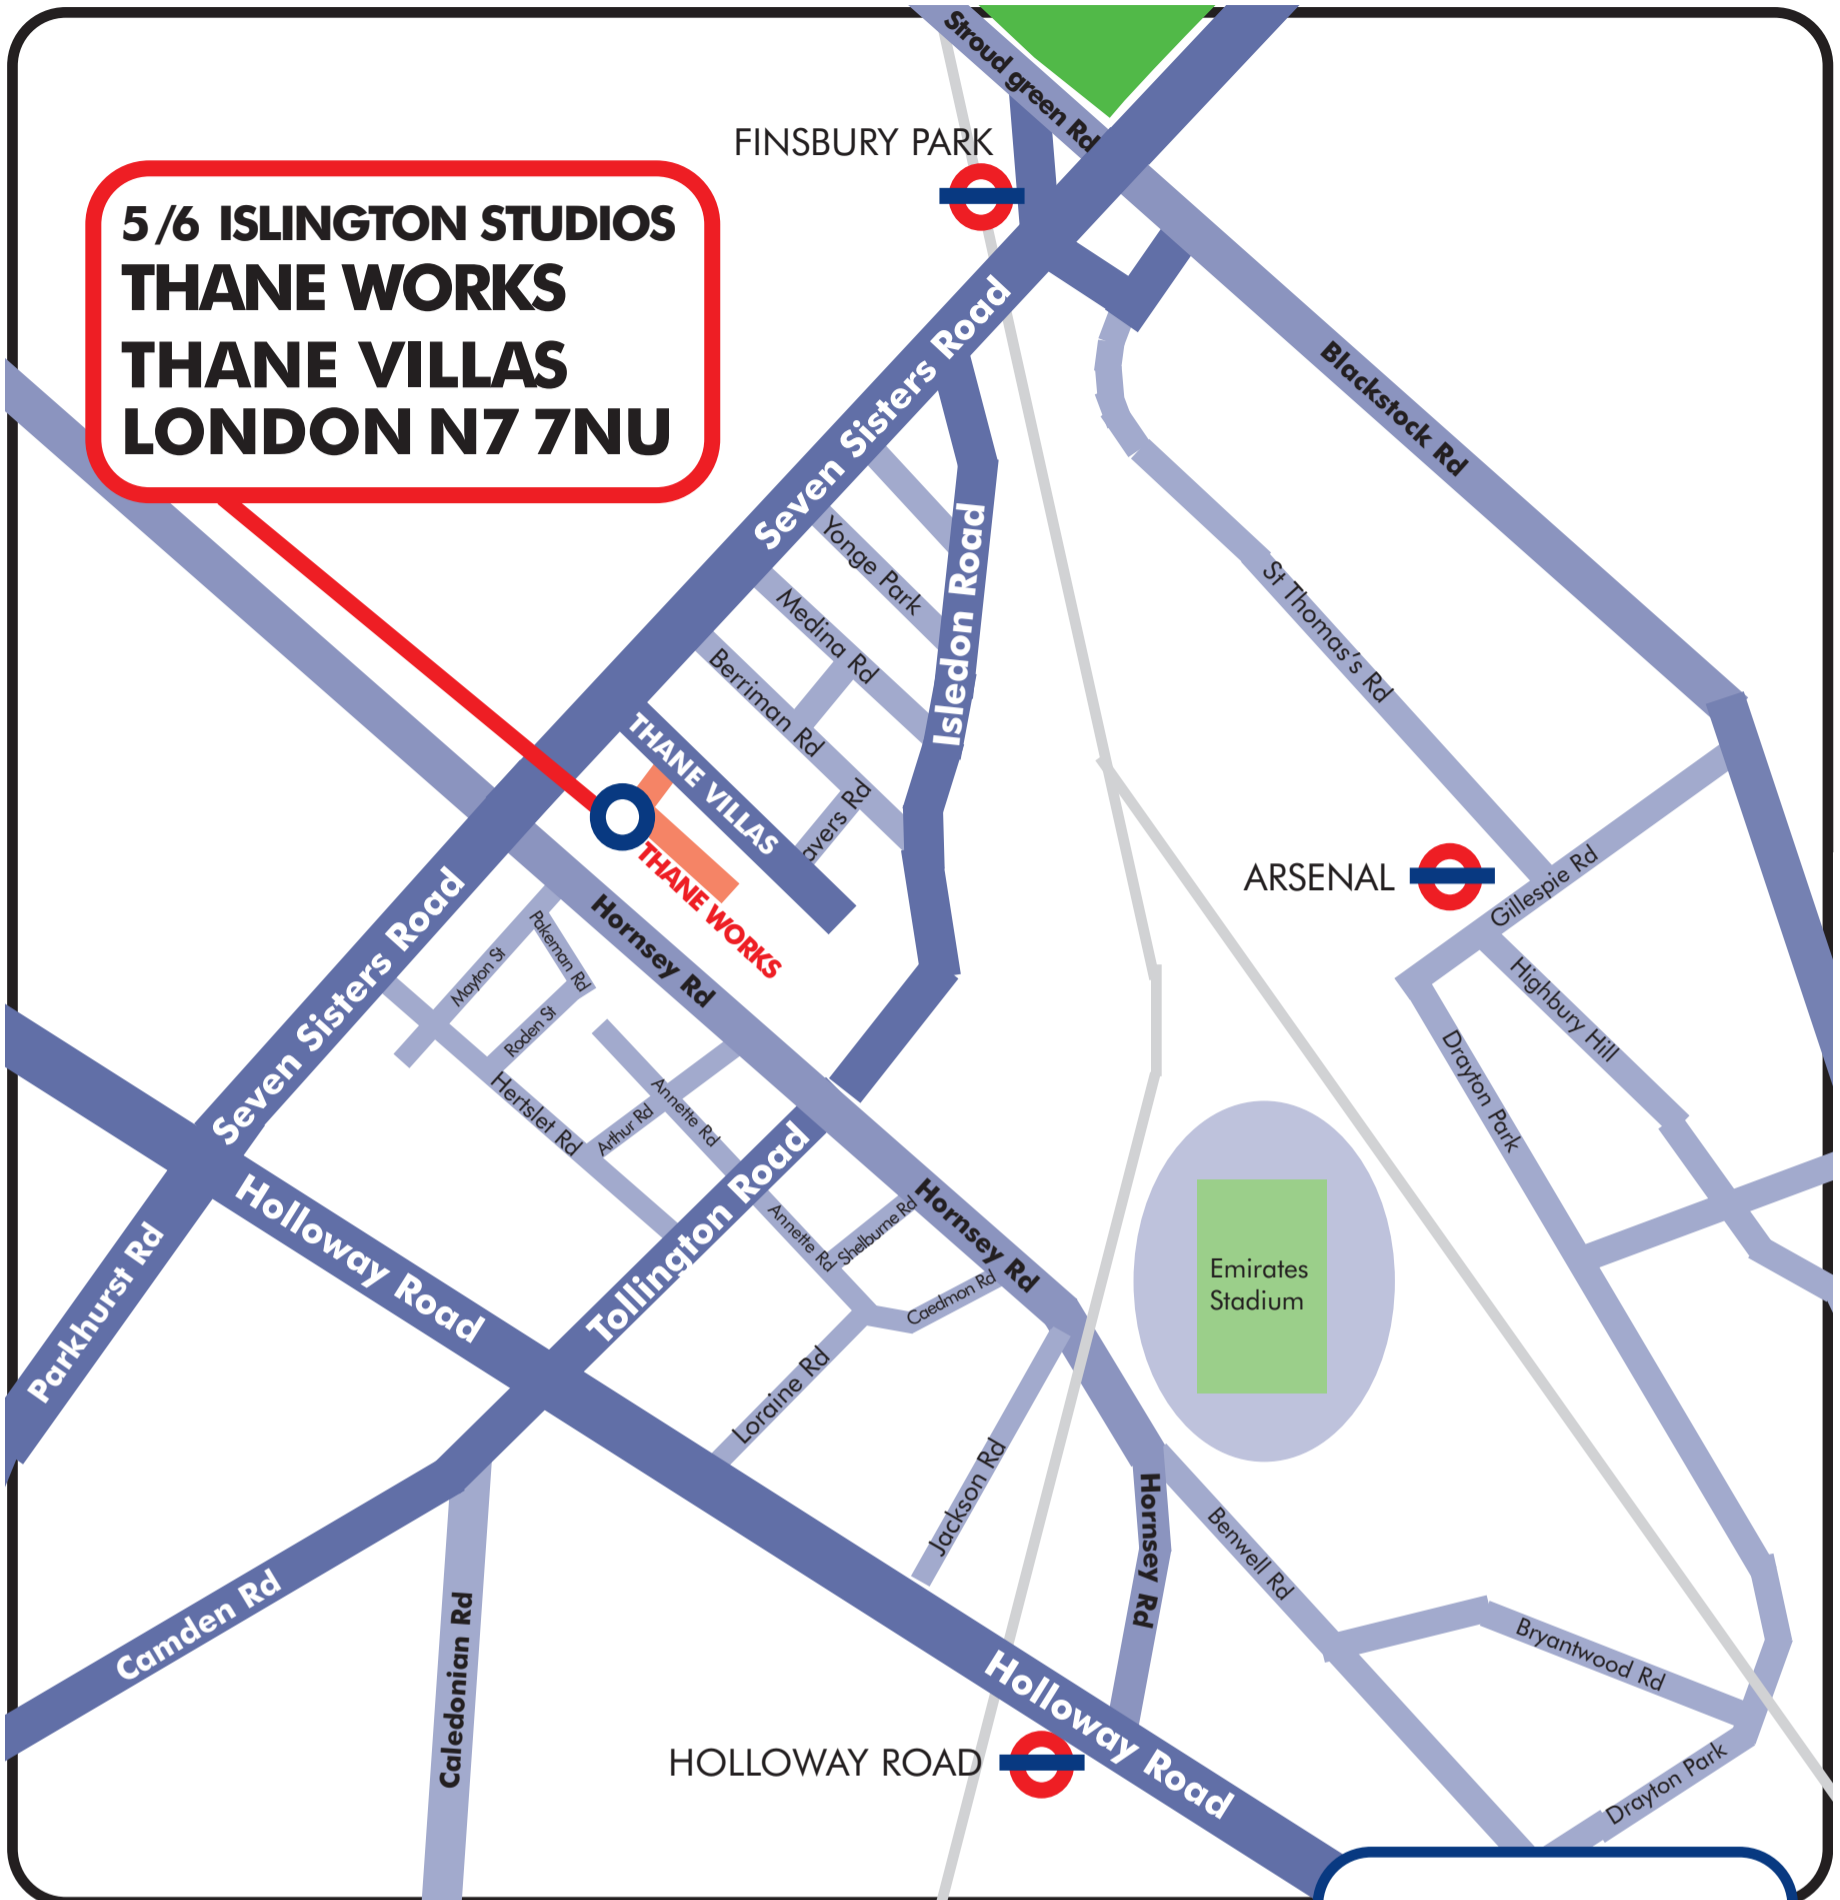 Stroud green Rd
FINSBURY PARK
5/6 ISLINGTON STUDIOS
THANE WORKS
THANE VILLAS
LONDON N7 7NU
Seven Sisters Road
Blackstock Rd
Yonge Park
Isledon Road
Medina Rd
St Thomas's Rd
Berriman Rd
THANE VILLAS
avers Rd
THANE WORKS
ARSENAL
Gillespie Rd
Seven Sisters Road
Hornsey Rd
Pakeman Rd
Mayton St
Roden St
Highbury Hill
Drayton Park
Hertslet Rd
Arthur Rd
Annette Rd
Tollington Road
Holloway Road
Parkhurst Rd
Annette Rd
Shelburne Rd
Hornsey Rd
Caedmon Rd
Emirates
Stadium
Loraine Rd
Jackson Rd
Hornsey Rd
Benwell Rd
Camden Rd
Caledonian Rd
Bryantwood Rd
Holloway Road
HOLLOWAY ROAD
Drayton Park